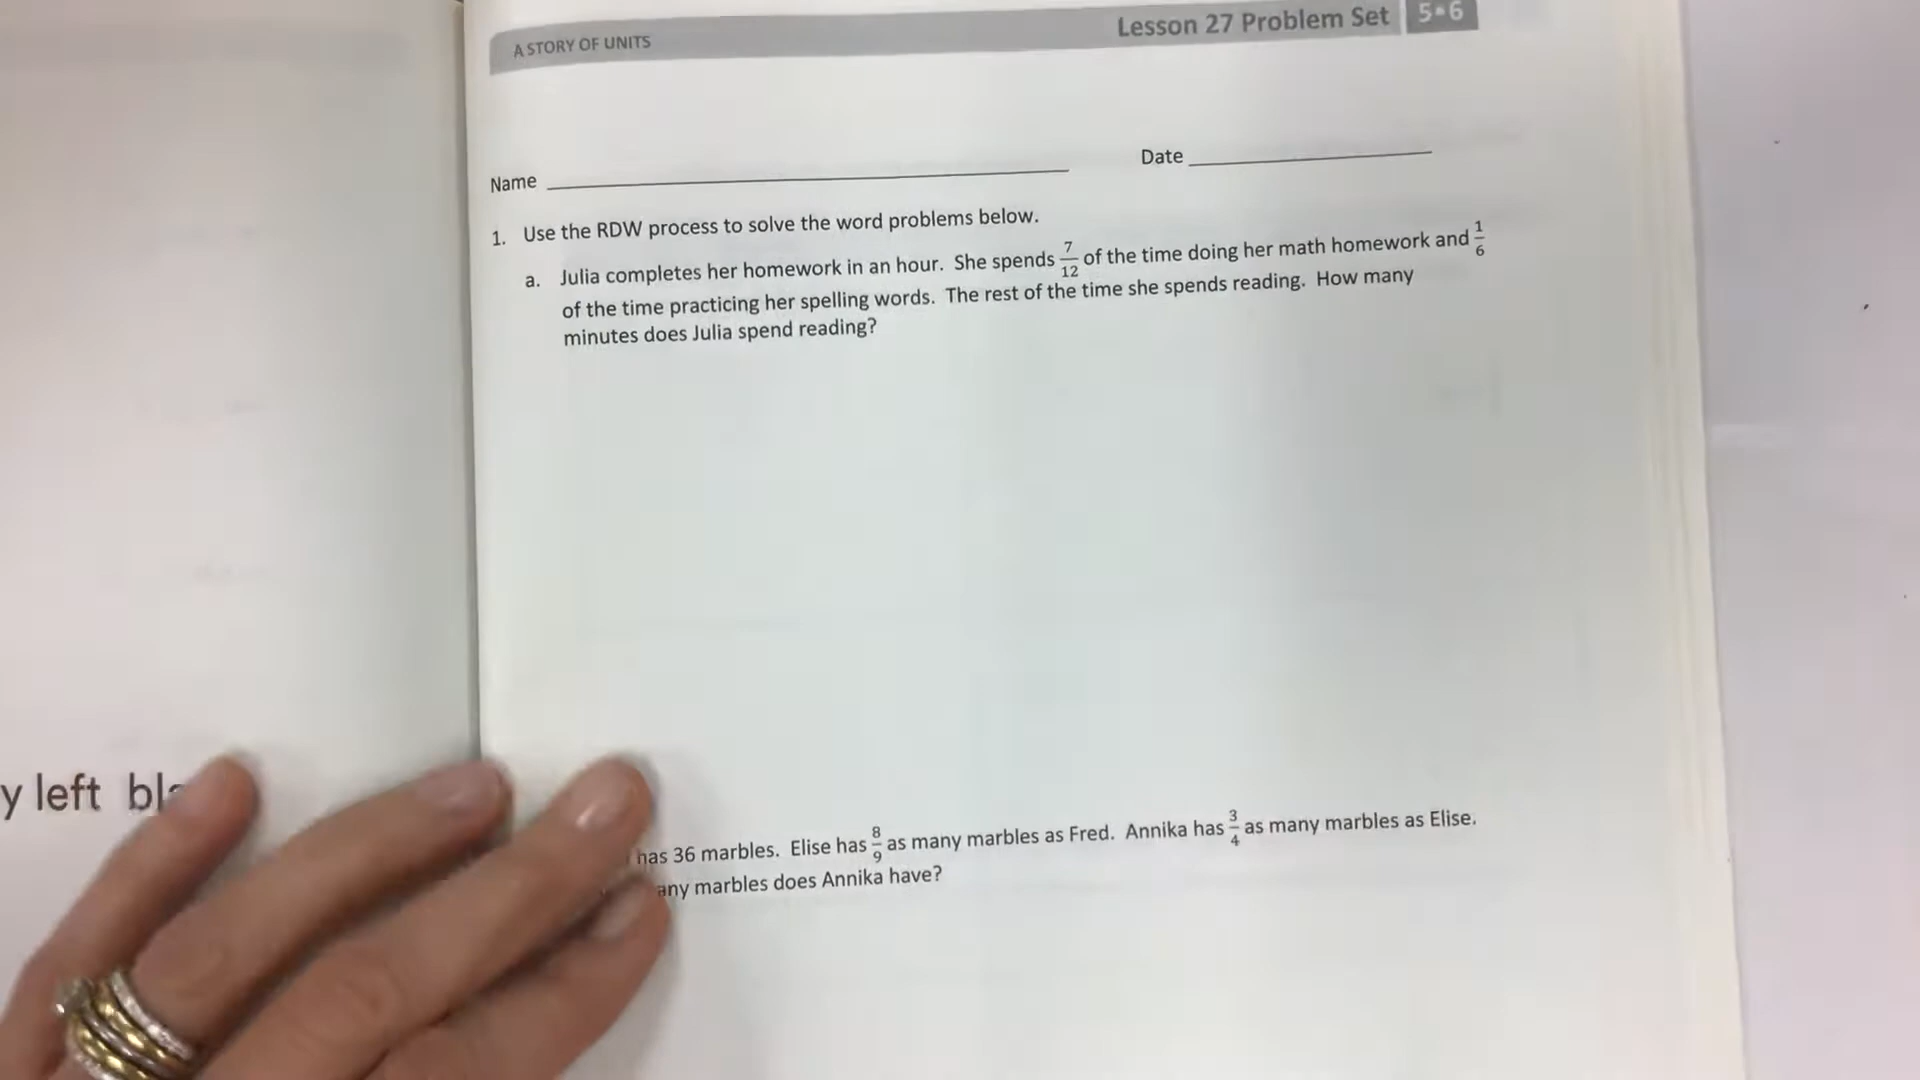 A STORY OF UNITS
Lesson 27 Problem Set 5•6
Name
Date
1. Use the RDW process to solve the word problems below.
a. Julia completes her homework in an hour. She spends 7/12 of the time doing her math homework and 1/6
of the time practicing her spelling words. The rest of the time she spends reading. How many
minutes does Julia spend reading?
y left
has 36 marbles. Elise has 8/9 as many marbles as Fred. Annika has 3/4 as many marbles as Elise.
any marbles does Annika have?